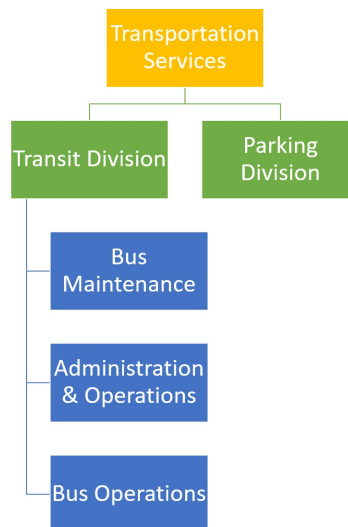 Transportation
Services
Transit Division
Parking
Division
Bus
Maintenance
Administration
& Operations
Bus Operations